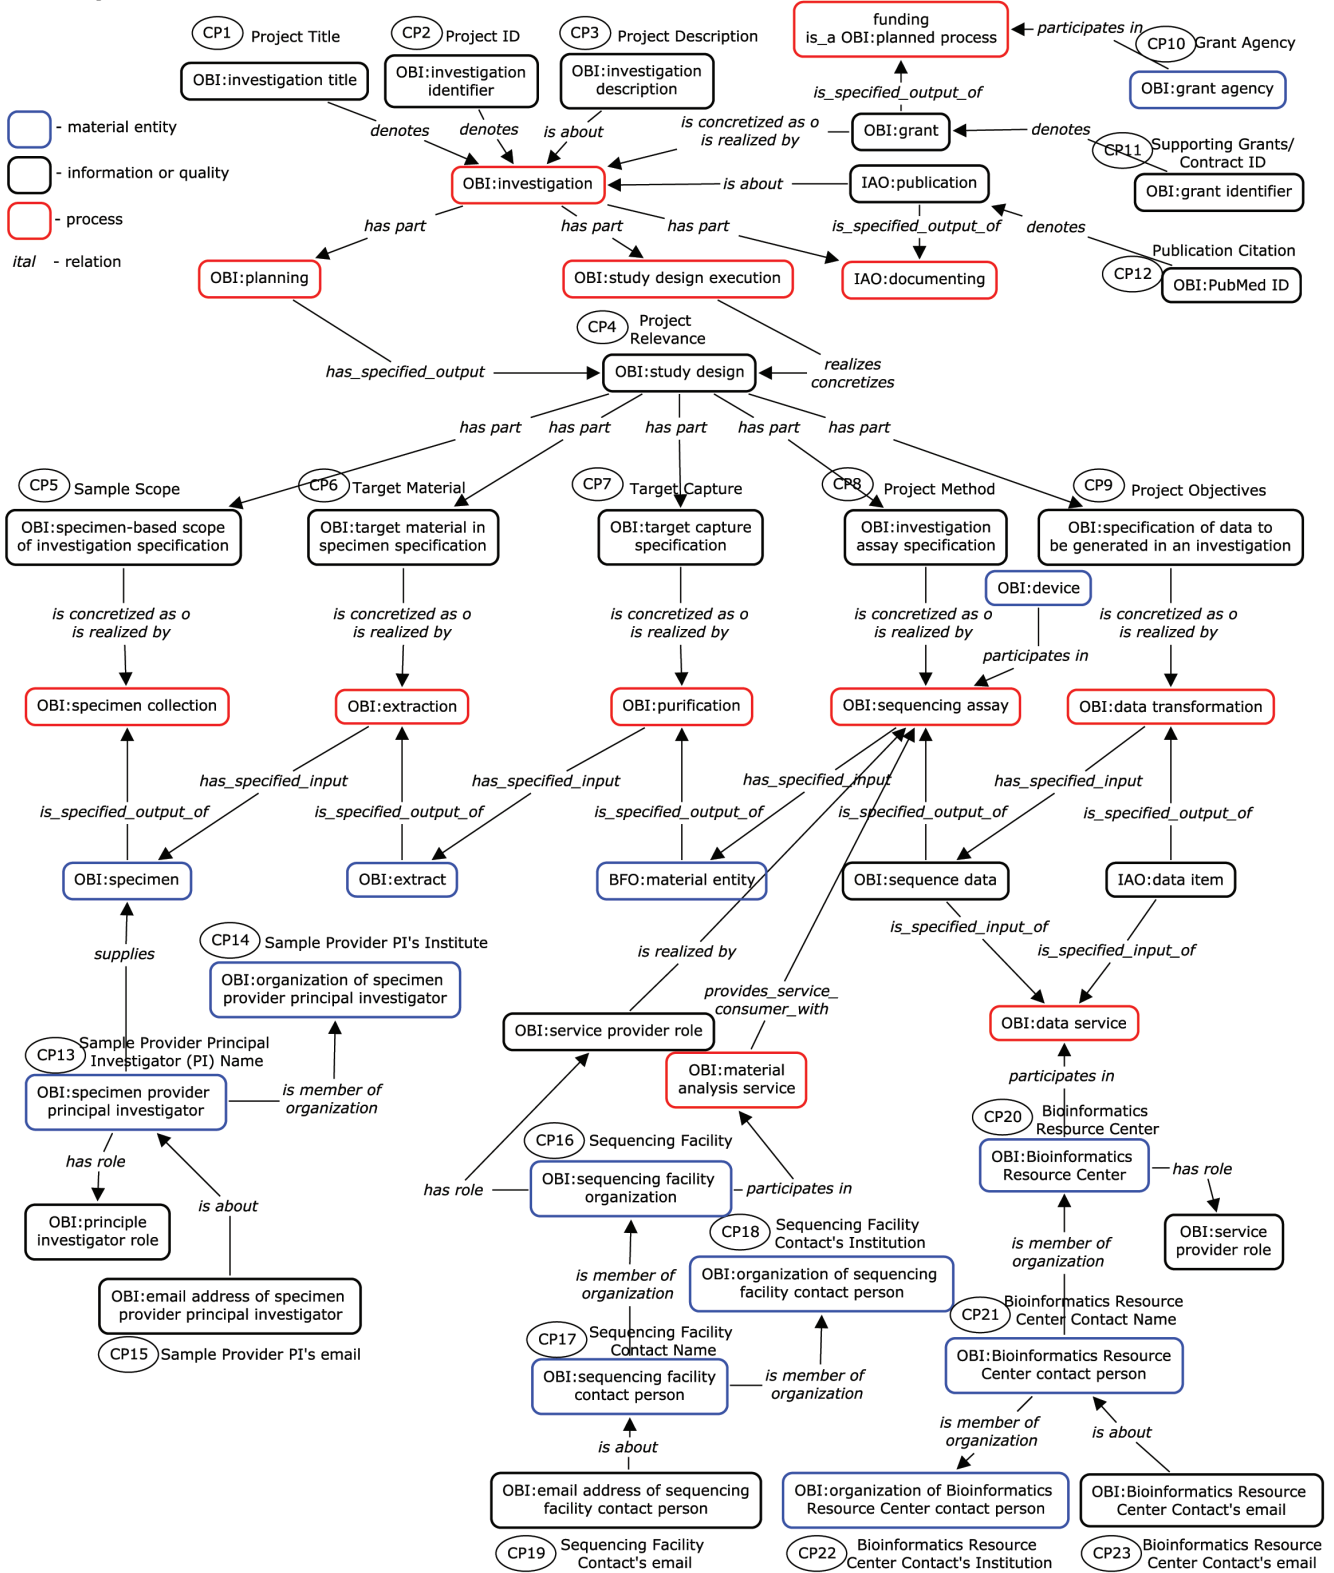 CP1 Project Title
CP2 Project ID
CP3 Project Description
funding
is_a OBI:planned process
participates in
CP10 Grant Agency
OBI:investigation title
OBI:investigation
identifier
OBI:investigation
description
OBI:grant agency
is_specified_output_of
- material entity
- information or quality
- process
ital - relation
denotes
denotes
is about
is concretized as o
is realized by
OBI:grant
denotes
CP11 Supporting Grants/
Contract ID
OBI:grant identifier
OBI:investigation
is about
IAO:publication
has part
has part
has part
is_specified_output_of
denotes
Publication Citation
CP12
OBI:PubMed ID
OBI:planning
OBI:study design execution
IAO:documenting
CP4 Project
Relevance
has_specified_output
OBI:study design
realizes
concretizes
has part
has part
has part
has part
has part
CP5 Sample Scope
CP6 Target Material
CP7 Target Capture
CP8 Project Method
CP9 Project Objectives
OBI:specimen-based scope
of investigation specification
OBI:target material in
specimen specification
OBI:target capture
specification
OBI:investigation
assay specification
OBI:specification of data to
be generated in an investigation
OBI:device
is concretized as o
is realized by
is concretized as o
is realized by
is concretized as o
is realized by
is concretized as o
is realized by
is concretized as o
is realized by
participates in
OBI:specimen collection
OBI:extraction
OBI:purification
OBI:sequencing assay
OBI:data transformation
has_specified_input
has_specified_input
has_specified_input
has_specified_input
is_specified_output_of
is_specified_output_of
is_specified_output_of
is_specified_output_of
is_specified_output_of
OBI:specimen
OBI:extract
BFO:material entity
OBI:sequence data
IAO:data item
supplies
CP14 Sample Provider PI's Institute
OBI:organization of specimen
provider principal investigator
is realized by
is_specified_input_of
is_specified_input_of
provides_service_
consumer_with
OBI:service provider role
OBI:data service
CP13 Sample Provider Principal
Investigator (PI) Name
OBI:specimen provider
principal investigator
is member of
organization
OBI:material
analysis service
participates in
CP20 Bioinformatics
Resource Center
OBI:Bioinformatics
Resource Center
has role
has role
is about
CP16 Sequencing Facility
OBI:sequencing facility
organization
has role
participates in
OBI:principle
investigator role
CP18 Sequencing Facility
Contact's Institution
OBI:service
provider role
OBI:organization of sequencing
facility contact person
is member of
organization
is member of
organization
OBI:email address of specimen
provider principal investigator
CP15 Sample Provider PI's email
CP17 Sequencing Facility
Contact Name
OBI:sequencing facility
contact person
is member of
organization
CP21 Bioinformatics Resource
Center Contact Name
OBI:Bioinformatics Resource
Center contact person
is about
is member of
organization
is about
OBI:email address of sequencing
facility contact person
OBI:organization of Bioinformatics
Resource Center contact person
OBI:Bioinformatics Resource
Center Contact's email
CP19 Sequencing Facility
Contact's email
CP22 Bioinformatics Resource
Center Contact's Institution
CP23 Bioinformatics Resource
Center Contact's email